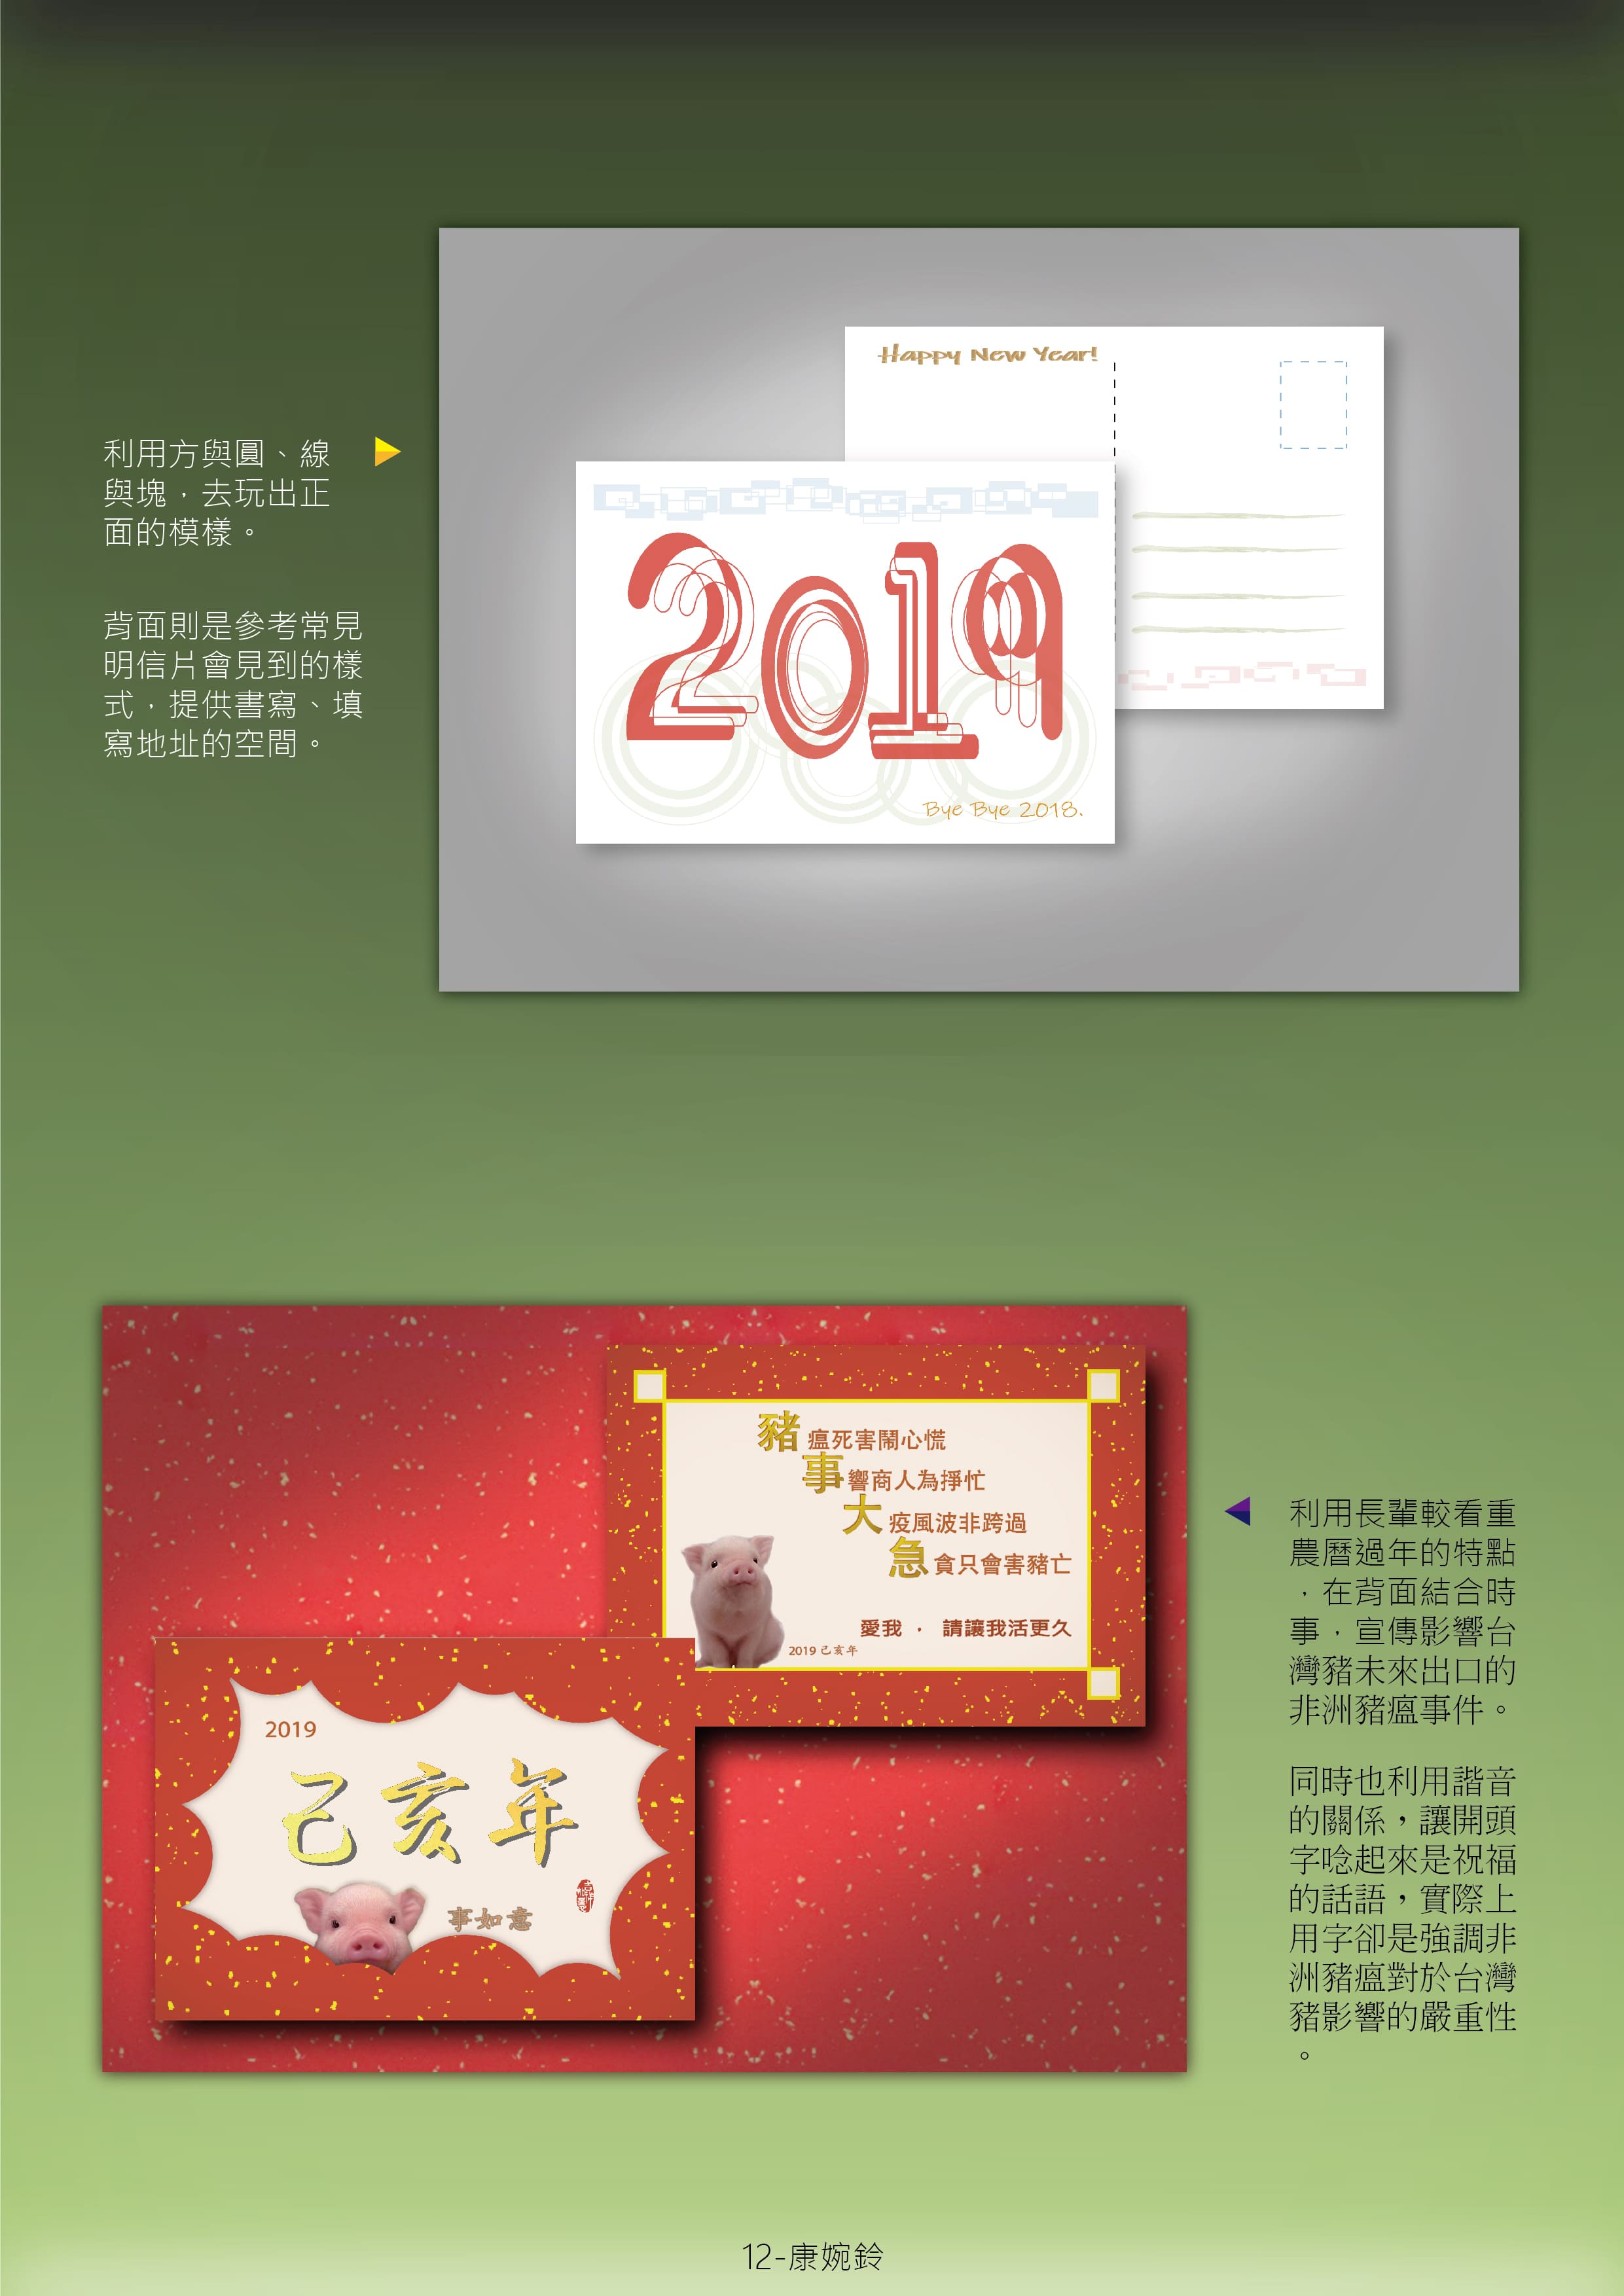 利用方與圓、線
與塊，去玩出正
面的模樣。
背面則是參考常見
明信片會見到的樣
式，提供書寫、填
寫地址的空間。
Happy New Year!
2019
Bye Bye 2018.
豬瘟死害鬧心慌
事響商人為掙忙
大疫風波非跨過
急貪只會害豬亡
愛我，請讓我活更久
2019 己亥年
2019
己亥年
事如意
利用長輩較看重
農曆過年的特點
，在背面結合時
事，宣傳影響台
灣豬未來出口的
非洲豬瘟事件。
同時也利用諧音
的關係，讓開頭
字唸起來是祝福
的話語，實際上
用字卻是強調非
洲豬瘟對於台灣
豬影響的嚴重性
。
12-康婉鈴